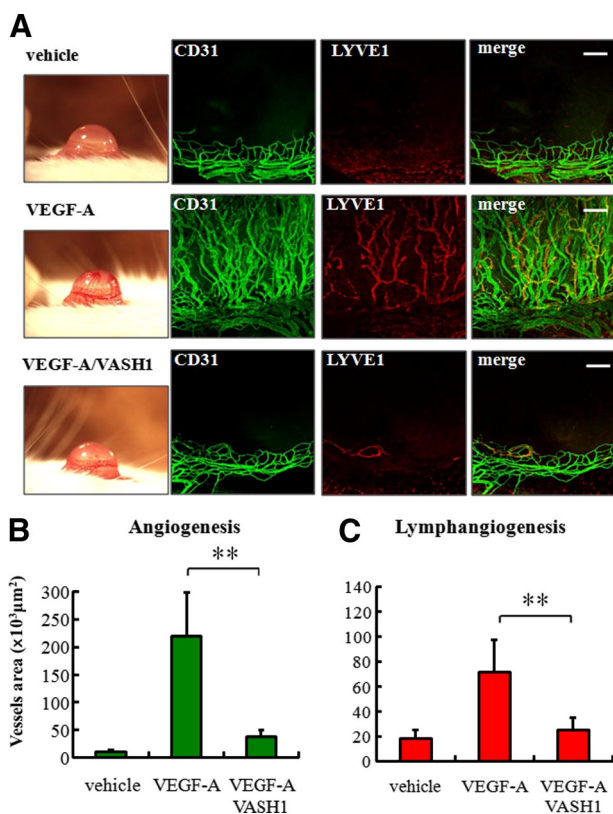 A
vehicle
CD31
LYVE1
merge
VEGF-A
CD31
LYVE1
merge
VEGF-A/VASH1
CD31
LYVE1
merge
B
Angiogenesis
**
Vessels area (×10³μm²)
300
250
200
150
100
50
0
vehicle
VEGF-A
VEGF-A
VASH1
C
Lymphangiogenesis
**
140
120
100
80
60
40
20
0
vehicle
VEGF-A
VEGF-A
VASH1